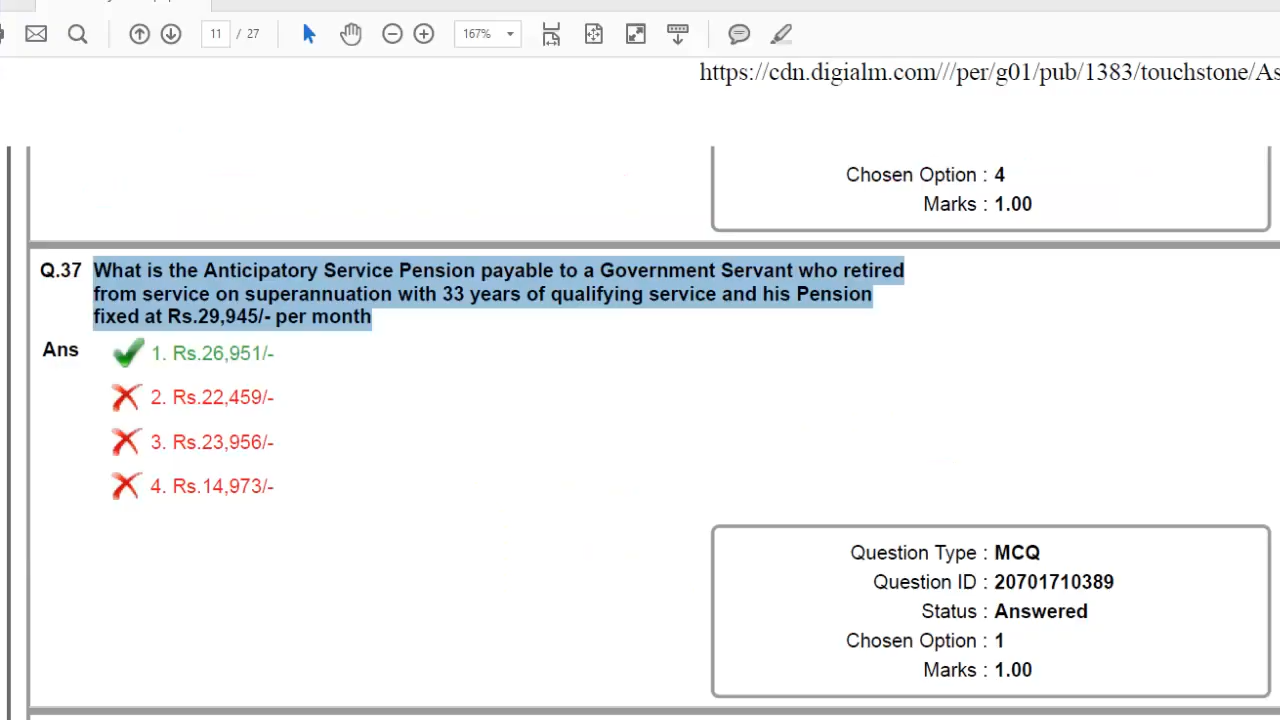 11 / 27
167%
https://cdn.digialm.com///per/g01/pub/1383/touchstone/As
Chosen Option : 4
Marks : 1.00
Q.37 What is the Anticipatory Service Pension payable to a Government Servant who retired
from service on superannuation with 33 years of qualifying service and his Pension
fixed at Rs.29,945/- per month
Ans 1. Rs.26,951/-
2. Rs.22,459/-
3. Rs.23,956/-
4. Rs.14,973/-
Question Type : MCQ
Question ID : 20701710389
Status : Answered
Chosen Option : 1
Marks : 1.00